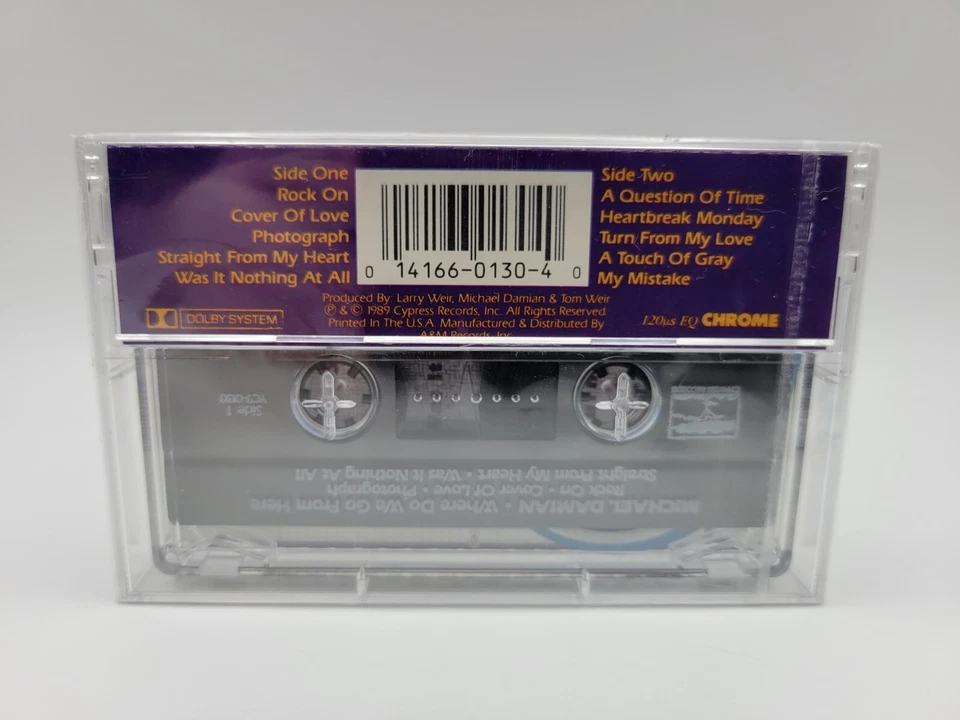 Side One
Rock On
Cover Of Love
Photograph
Straight From My Heart
Was It Nothing At All
0 14166-0130-4 0
Side Two
A Question Of Time
Heartbreak Monday
Turn From My Love
A Touch Of Gray
My Mistake
Produced By: Larry Weir, Michael Damian & Tom Weir
℗ & © 1989 Cypress Records, Inc. All Rights Reserved
Printed In The U.S.A. Manufactured & Distributed By
A&M Records, Inc.
DOLBY SYSTEM
120µs EQ CHROME
MICHAEL DAMIAN • Where Do We Go From Here
Rock On • Cover Of Love • Photograph
Straight From My Heart • Was It Nothing At All
Side 1
YC9-0130